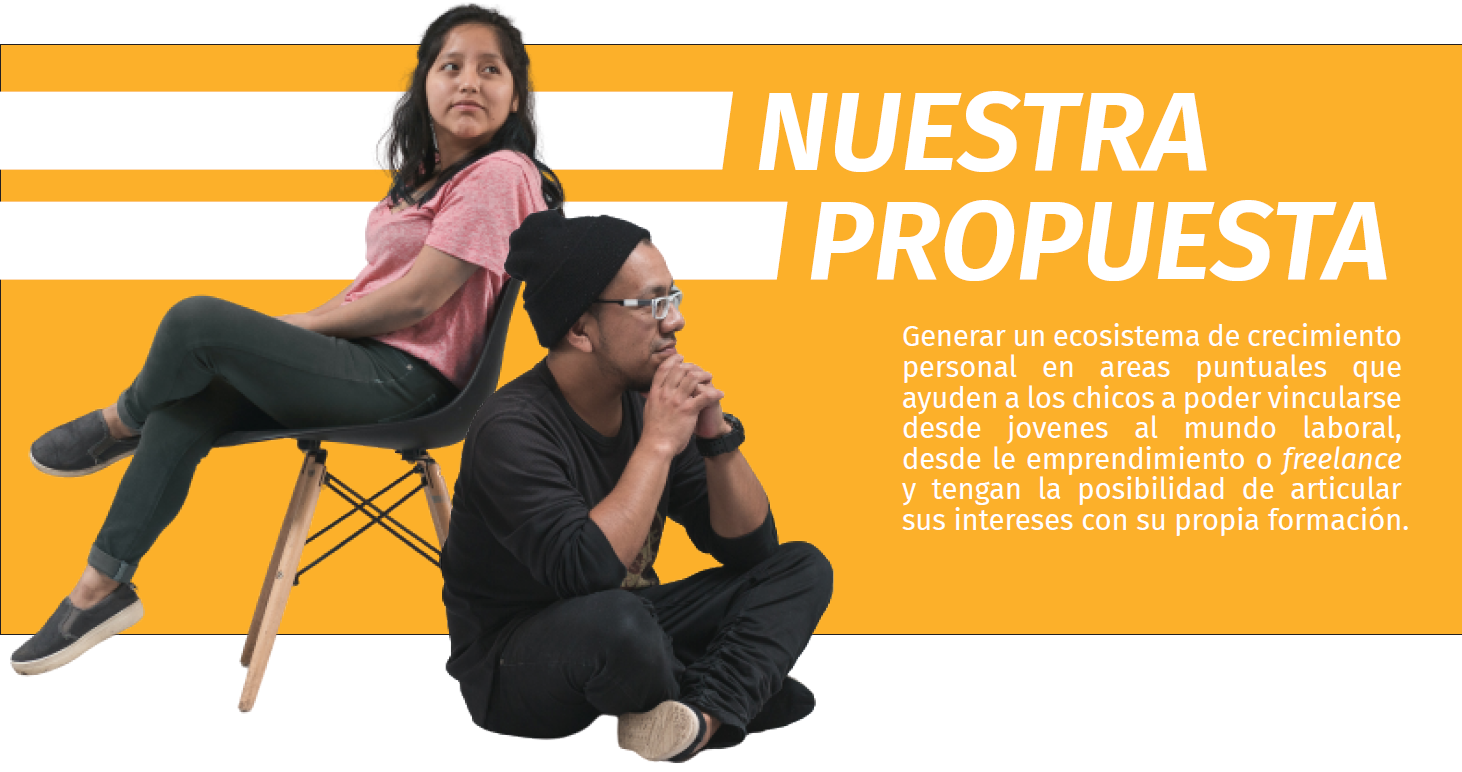 NUESTRA
PROPUESTA
Generar un ecosistema de crecimiento
personal en areas puntuales que
ayuden a los chicos a poder vincularse
desde jovenes al mundo laboral,
desde le emprendimiento o freelance
y tengan la posibilidad de articular
sus intereses con su propia formación.